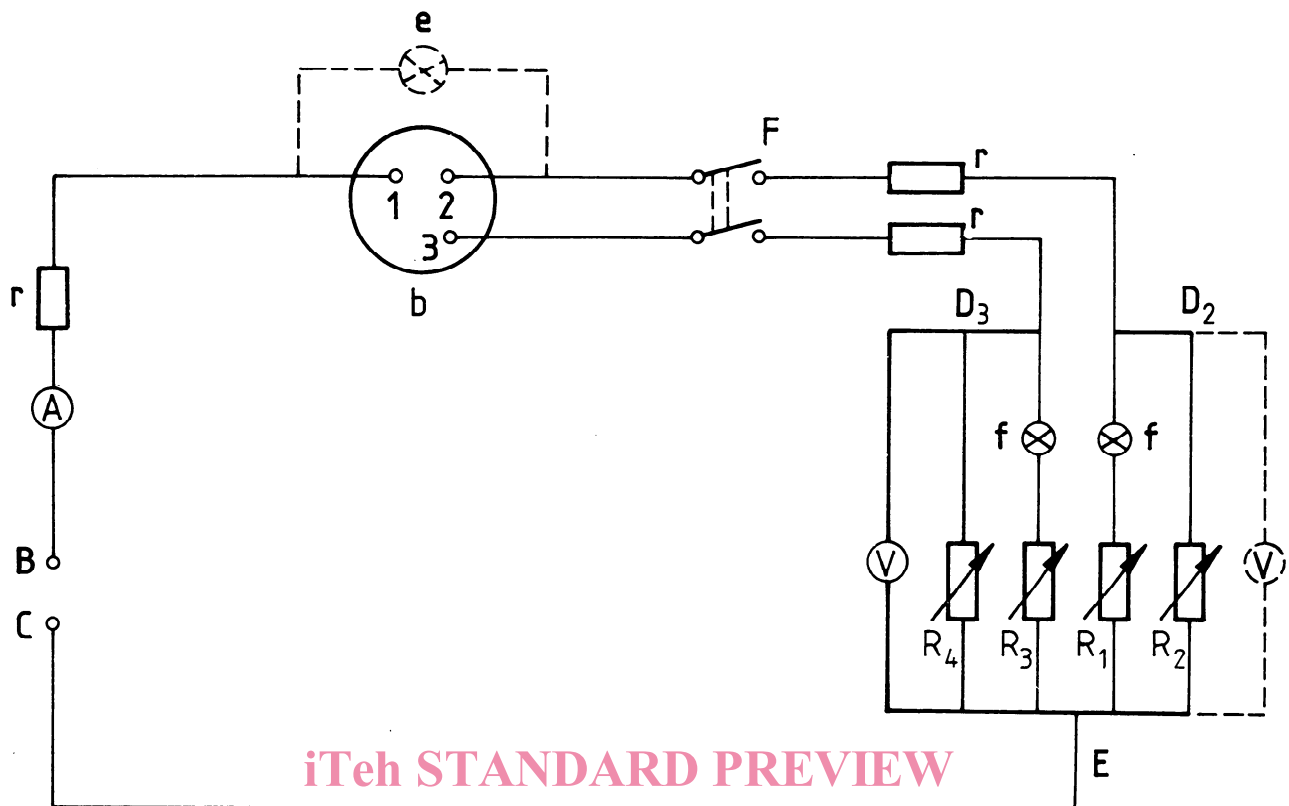 e
F
r
1 2
r
3
r
b
D3 D2
A
f f
B
V
V
C
R4 R3 R1 R2
E
iTeh STANDARD PREVIEW